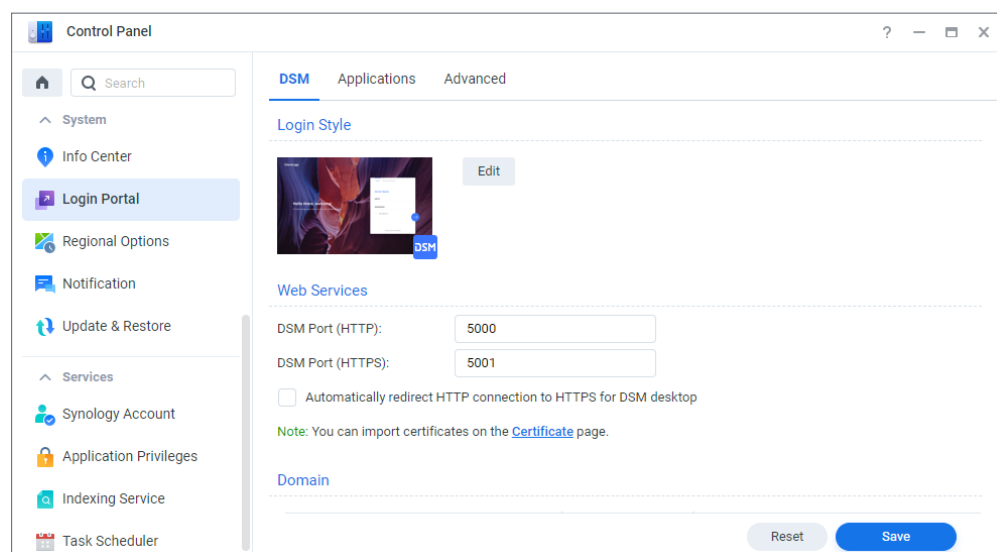 Control Panel
?
Search
System
Info Center
Login Portal
Regional Options
Notification
Update & Restore
Services
Synology Account
Application Privileges
Indexing Service
Task Scheduler
DSM Applications Advanced
Login Style
DSM
Edit
Web Services
DSM Port (HTTP): 5000
DSM Port (HTTPS): 5001
Automatically redirect HTTP connection to HTTPS for DSM desktop
Note: You can import certificates on the Certificate page.
Domain
Reset Save